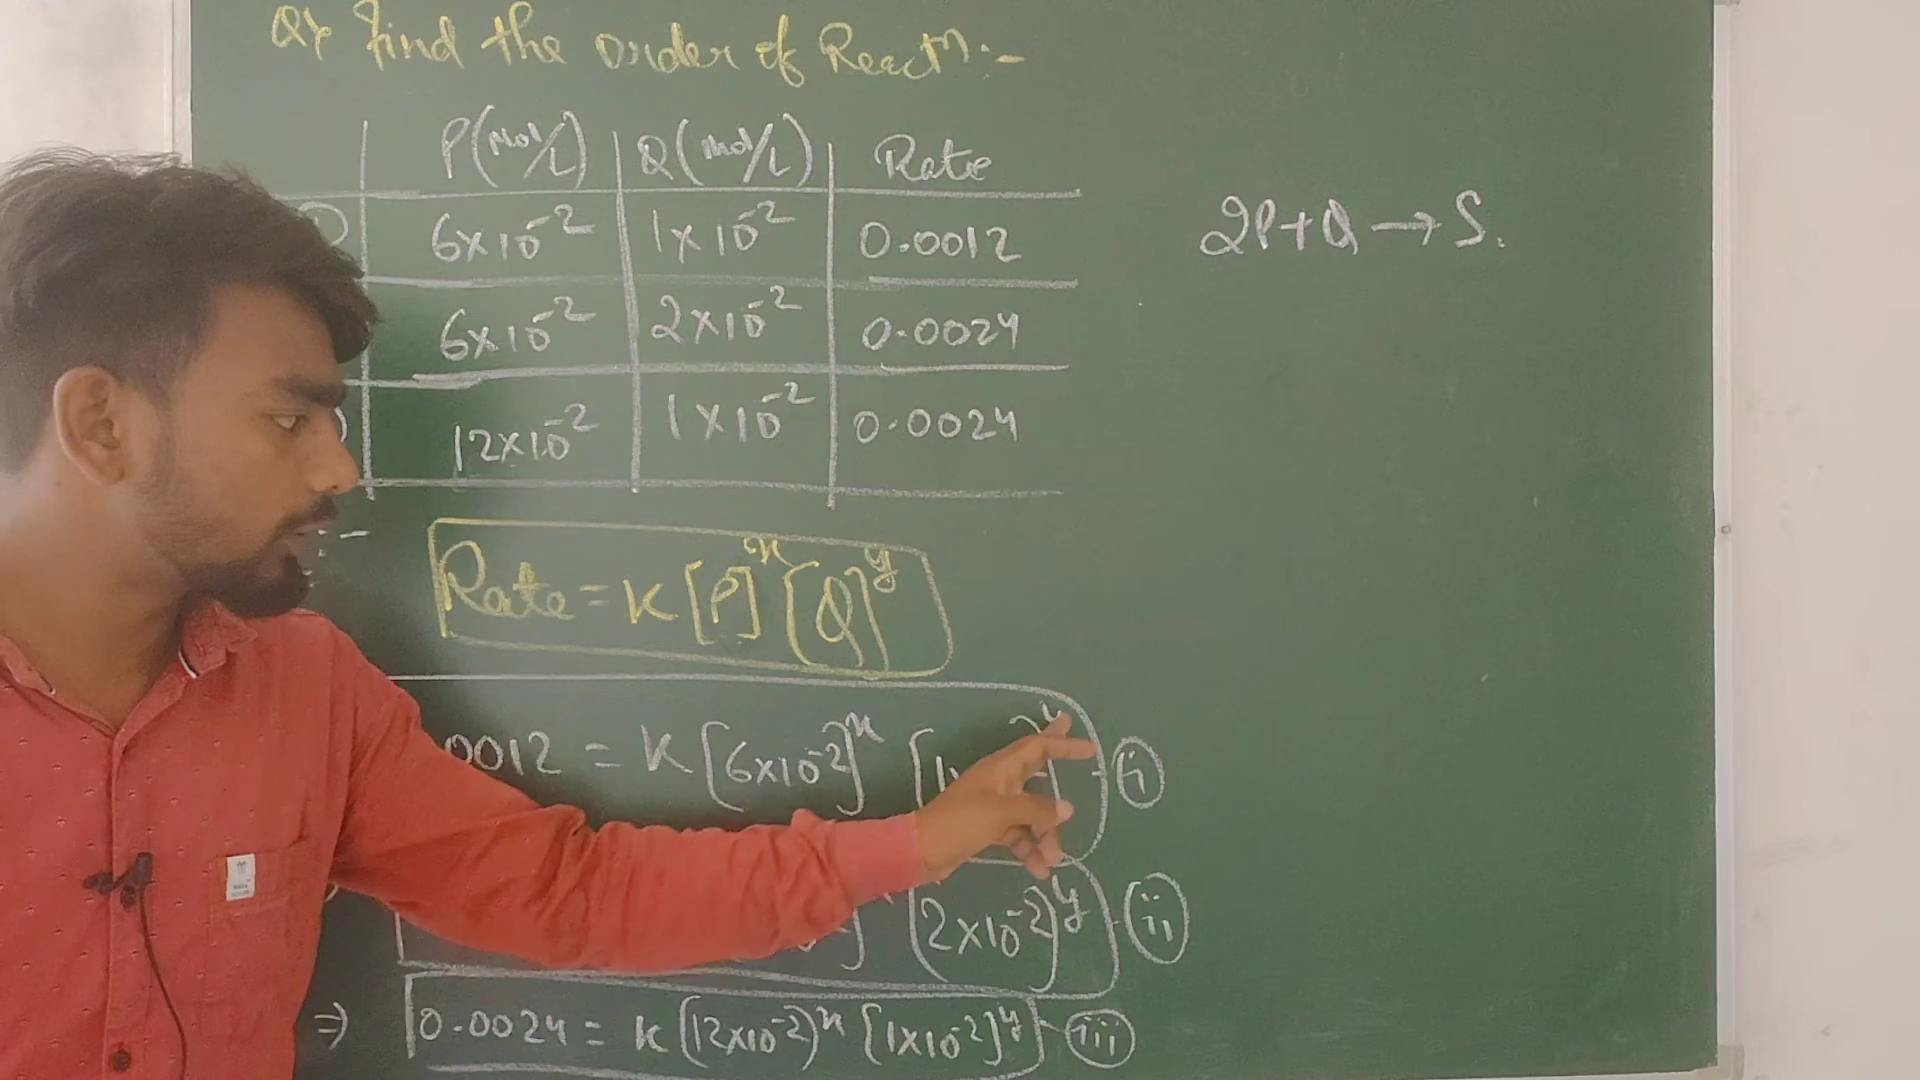 Q) Find the Order of Reactn:-
P(Mol/L) Q(Mol/L) Rate
6×10⁻² 1×10⁻² 0.0012
2P+Q → S.
6×10⁻² 2×10⁻² 0.0024
12×10⁻² 1×10⁻² 0.0024
Rate = K[P]ˣ[Q]ʸ
0012 = K[6×10⁻²]ˣ [1× ]ʸ - (i)
[2×10⁻²)ʸ - (ii)
⇒ 0.0024 = K(12×10⁻²)ˣ [1×10⁻²]ʸ - (iii)